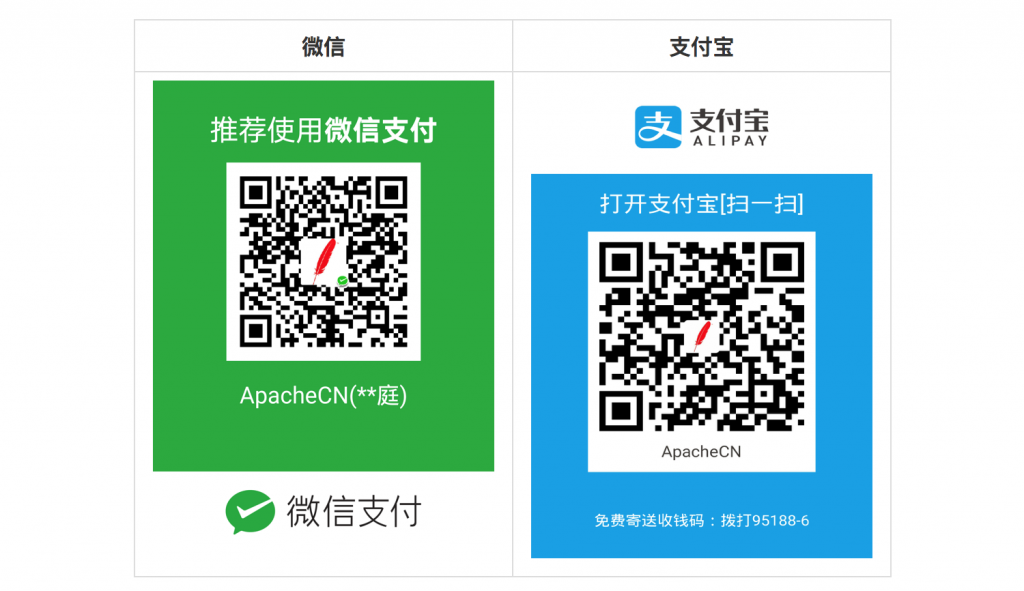 微信
支付宝
推荐使用微信支付
ApacheCN(**庭)
微信支付
支付宝
ALIPAY
打开支付宝[扫一扫]
ApacheCN
免费寄送收钱码：拨打95188-6